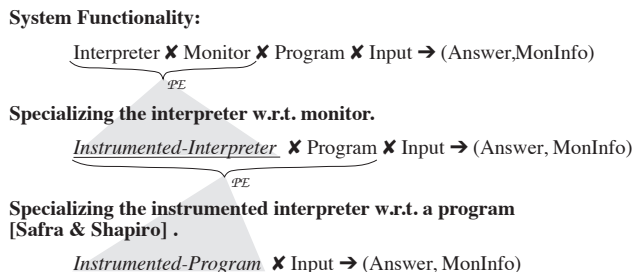 System Functionality:
Interpreter ✘ Monitor ✘ Program ✘ Input ➔ (Answer,MonInfo)
PE
Specializing the interpreter w.r.t. monitor.
Instrumented-Interpreter ✘ Program ✘ Input ➔ (Answer, MonInfo)
PE
Specializing the instrumented interpreter w.r.t. a program
[Safra & Shapiro] .
Instrumented-Program ✘ Input ➔ (Answer, MonInfo)